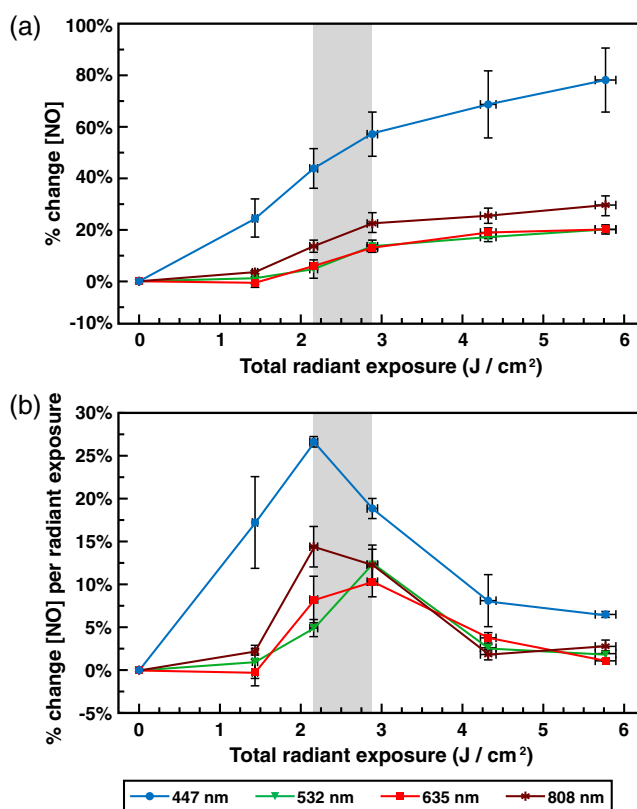 (a)
100%
80%
60%
40%
20%
0%
-10%
% change [NO]
0 1 2 3 4 5 6
Total radiant exposure (J / cm²)
(b)
30%
25%
20%
15%
10%
5%
0%
-5%
% change [NO] per radiant exposure
0 1 2 3 4 5 6
Total radiant exposure (J / cm²)
447 nm 532 nm 635 nm 808 nm